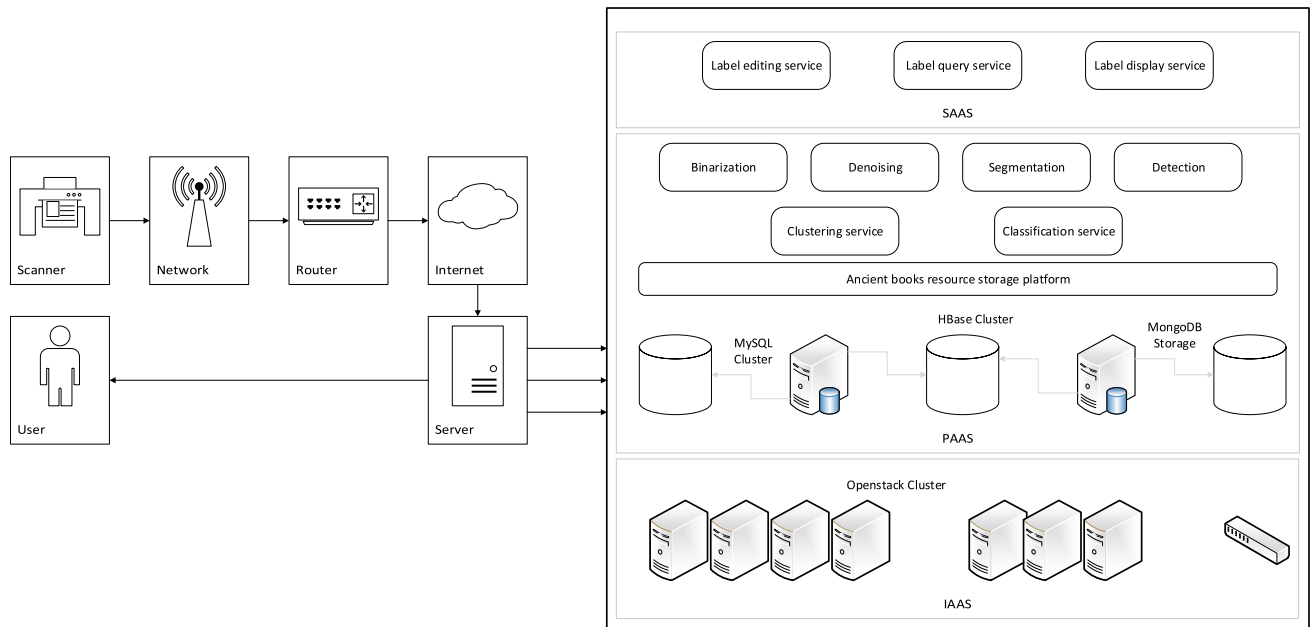 Label editing service
Label query service
Label display service
SAAS
Binarization
Denoising
Segmentation
Detection
Clustering service
Classification service
Ancient books resource storage platform
MySQL
Cluster
HBase Cluster
MongoDB
Storage
PAAS
Openstack Cluster
IAAS
Scanner
Network
Router
Internet
User
Server